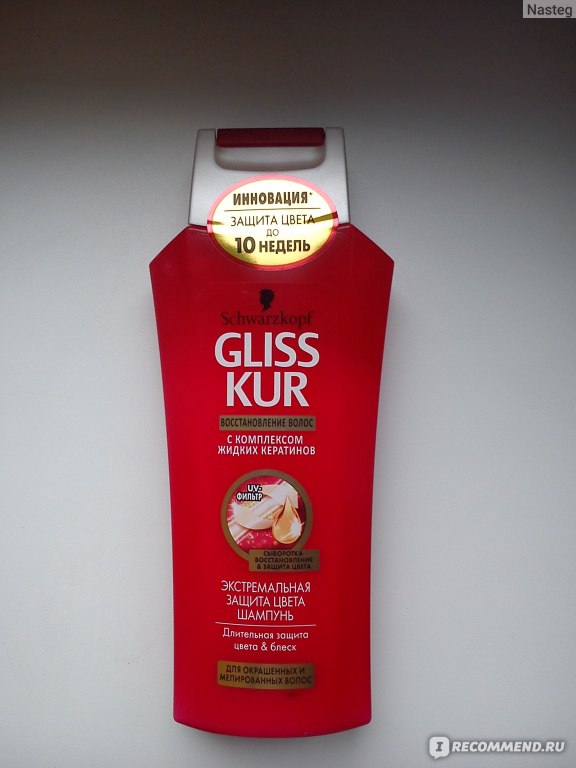 Nasteg
ИННОВАЦИЯ*
ЗАЩИТА ЦВЕТА
ДО
10 НЕДЕЛЬ
Schwarzkopf
GLISS
KUR
ВОССТАНОВЛЕНИЕ ВОЛОС
С КОМПЛЕКСОМ
ЖИДКИХ КЕРАТИНОВ
UV-
ФИЛЬТР
СЫВОРОТКА
ВОССТАНОВЛЕНИЕ
& ЗАЩИТА ЦВЕТА
ЭКСТРЕМАЛЬНАЯ
ЗАЩИТА ЦВЕТА
ШАМПУНЬ
Длительная защита
цвета & блеск
ДЛЯ ОКРАШЕННЫХ И
МЕЛИРОВАННЫХ ВОЛОС
IRECOMMEND.RU